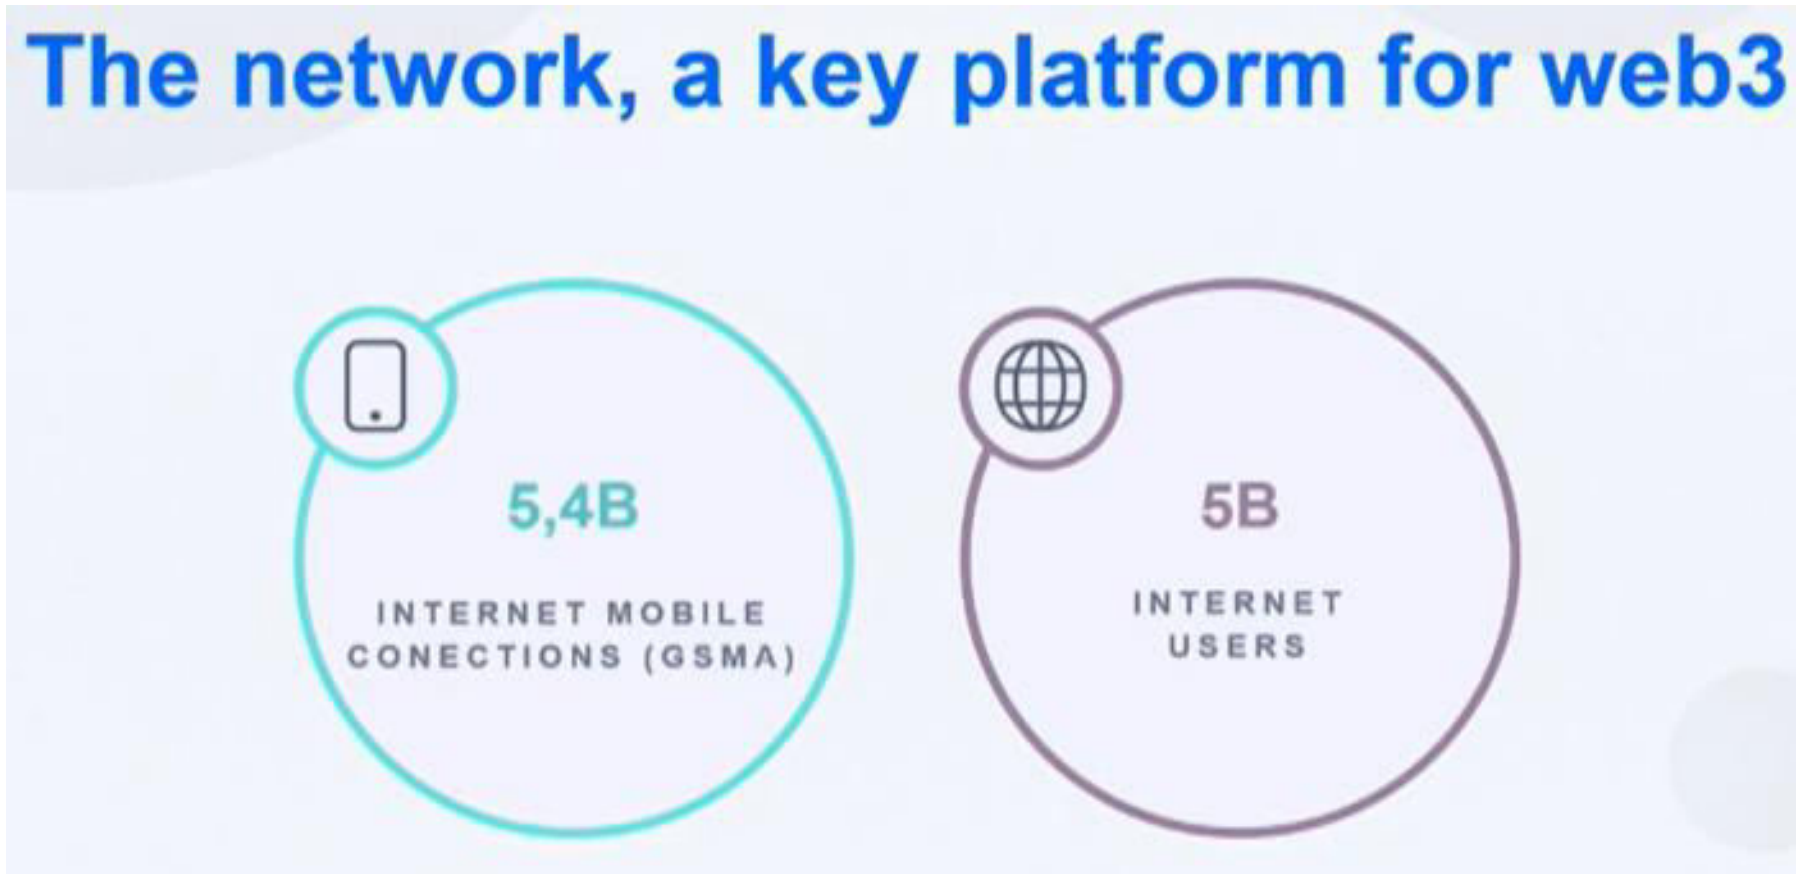 The network, a key platform for web3
5,4B
INTERNET MOBILE
CONECTIONS (GSMA)
5B
INTERNET
USERS